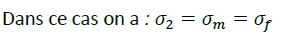 Dans ce cas on a : σ₂ = σₘ = σ_f